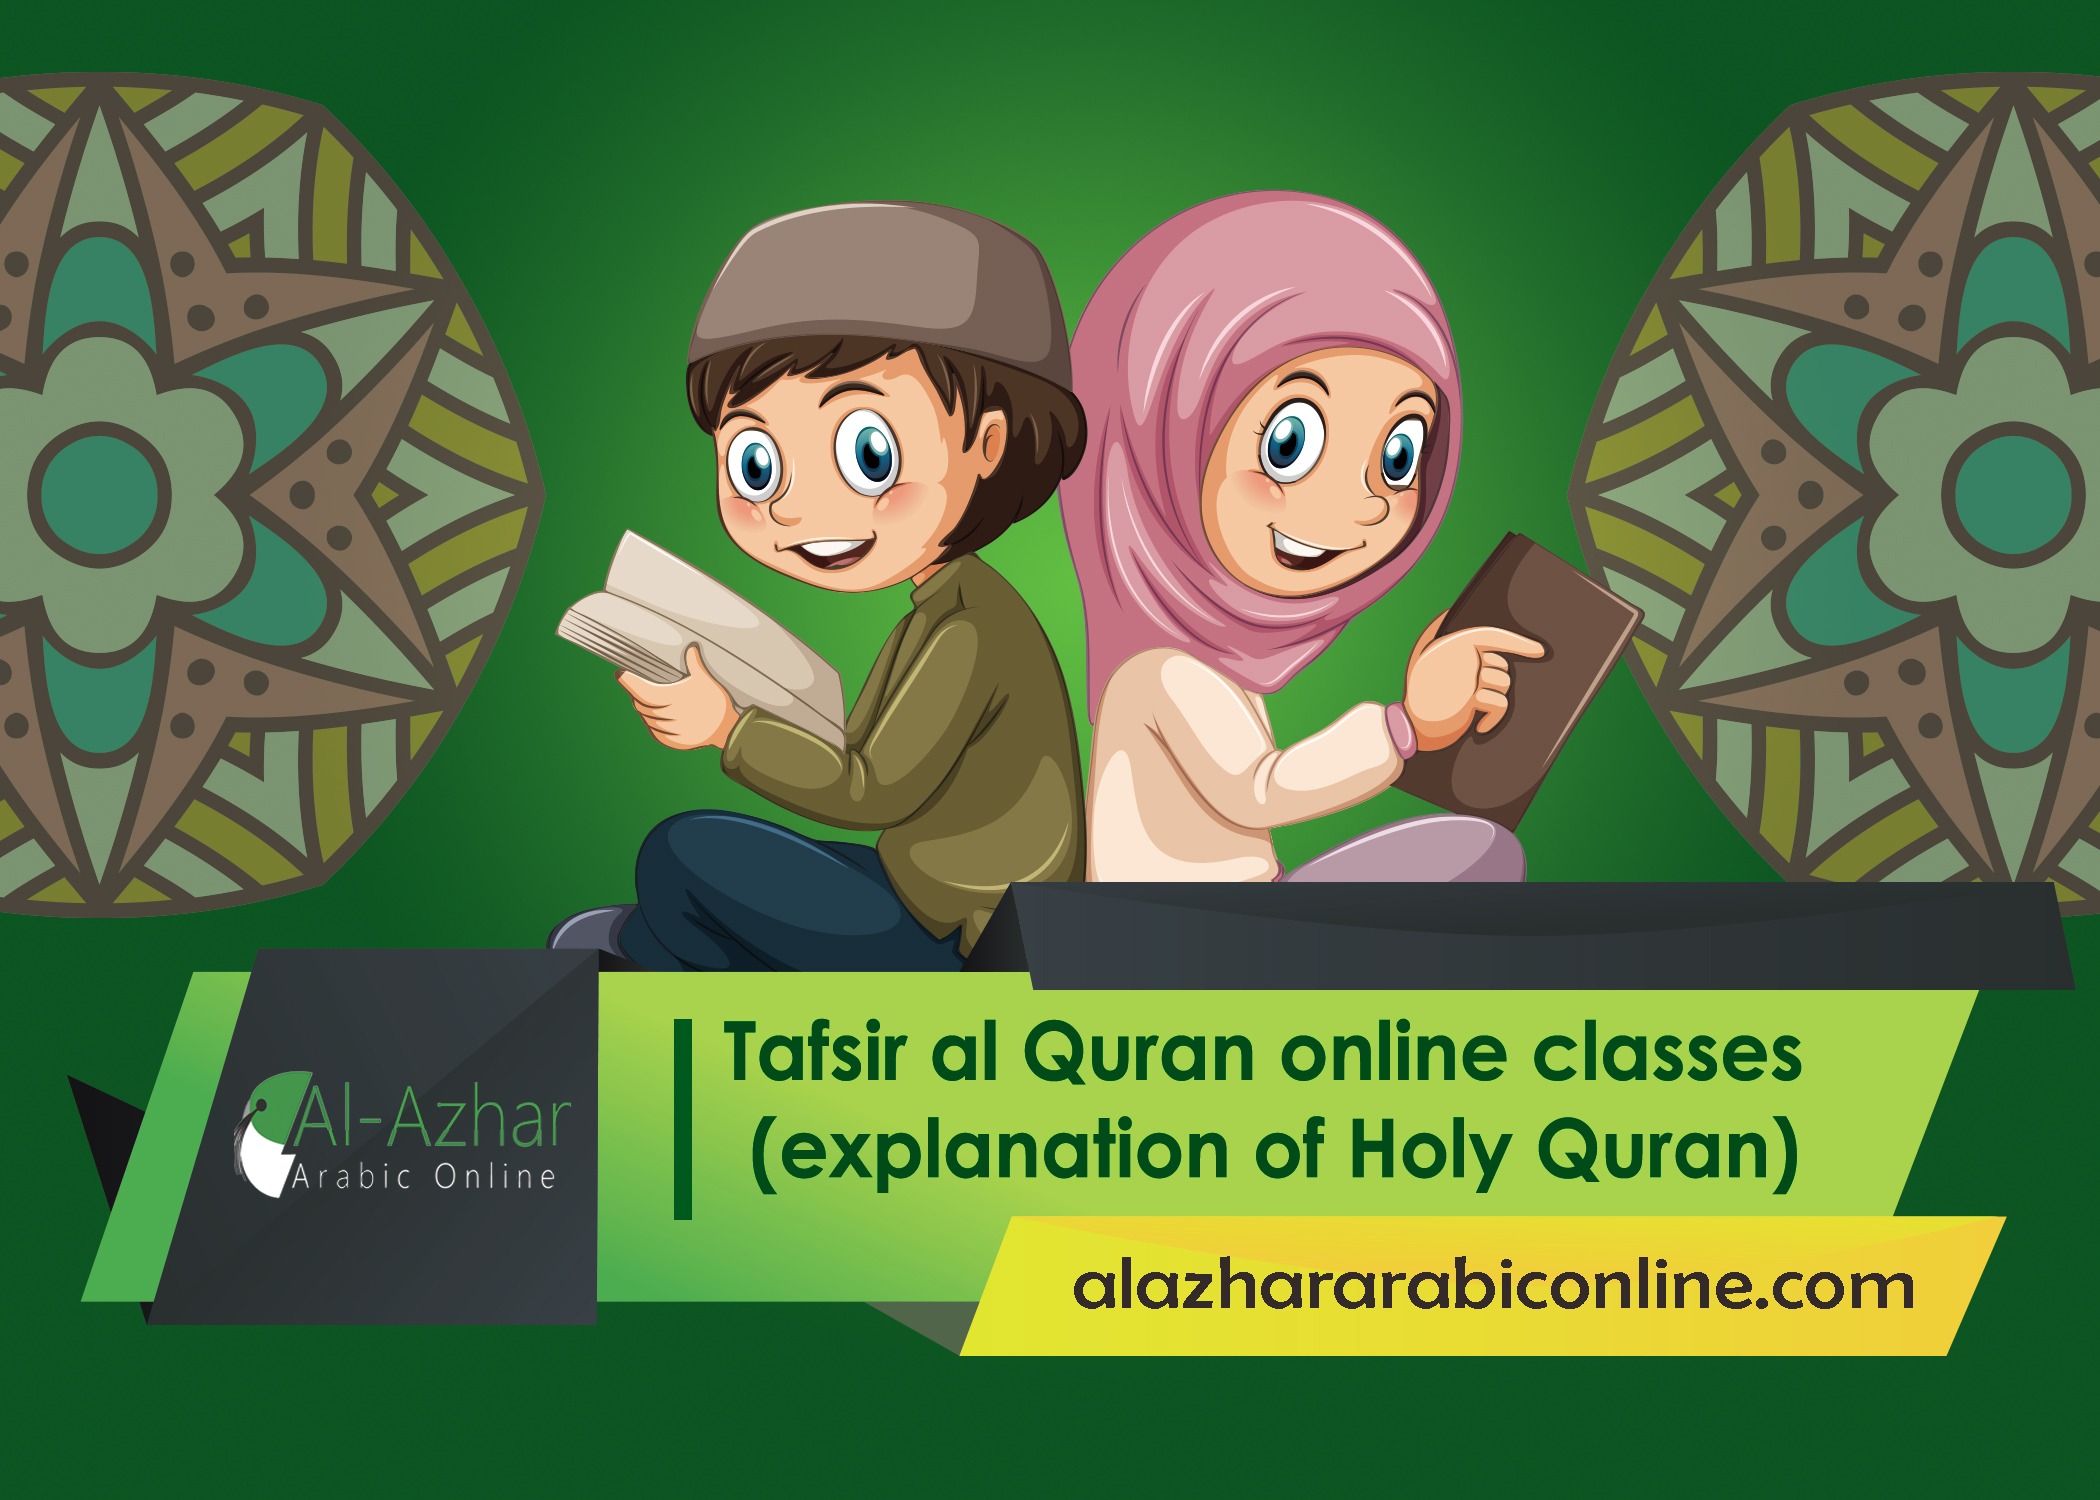 Al-Azhar
Arabic Online
Tafsir al Quran online classes
(explanation of Holy Quran)
alazhararabiconline.com